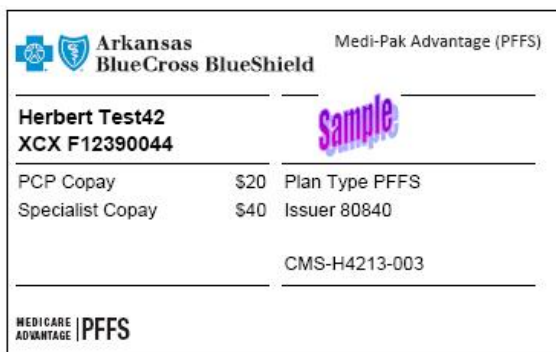 Arkansas
BlueCross BlueShield
Medi-Pak Advantage (PFFS)
Herbert Test42
XCX F12390044
Sample
PCP Copay $20
Specialist Copay $40
Plan Type PFFS
Issuer 80840
CMS-H4213-003
MEDICARE
ADVANTAGE | PFFS